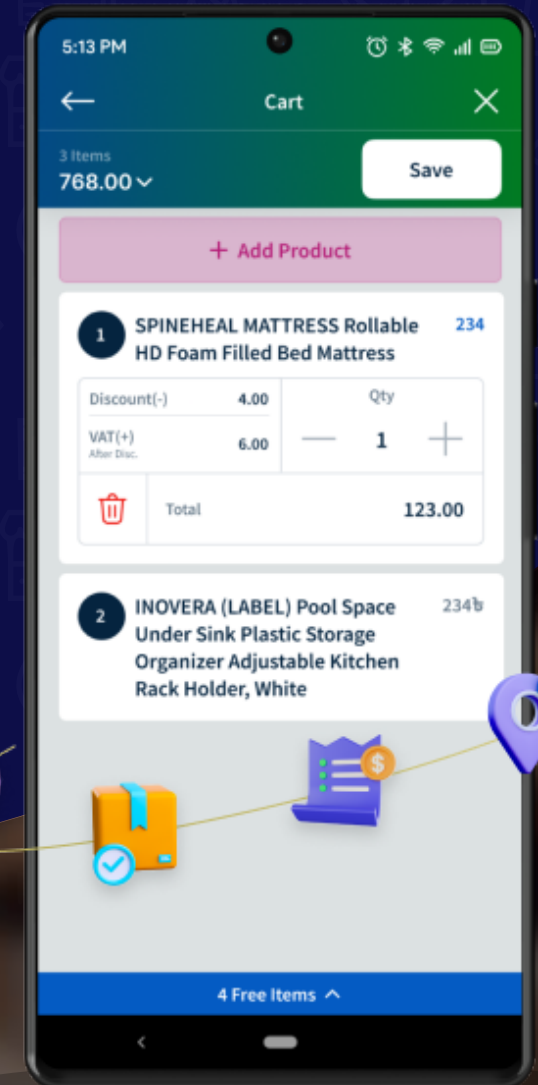 5:13 PM
Cart
3 Items
768.00
Save
+ Add Product
1
SPINEHEAL MATTRESS Rollable
234
HD Foam Filled Bed Mattress
Discount(-) 4.00
Qty
VAT(+) 6.00
After Disc.
— 1 +
Total 123.00
2
INOVERA (LABEL) Pool Space
234৳
Under Sink Plastic Storage
Organizer Adjustable Kitchen
Rack Holder, White
$
4 Free Items